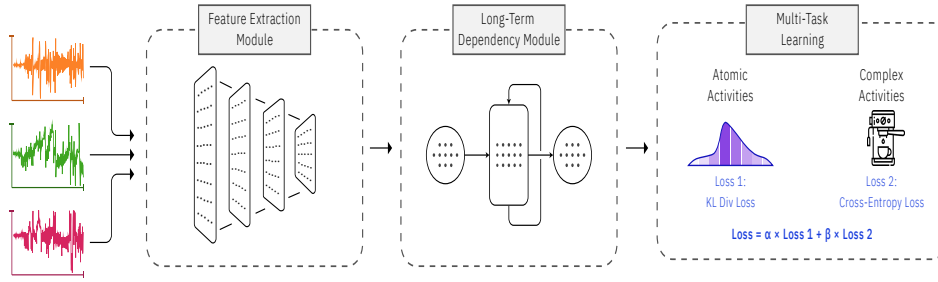 Feature Extraction
Module
Long-Term
Dependency Module
Multi-Task
Learning
Atomic
Activities
Complex
Activities
Loss 1:
KL Div Loss
Loss 2:
Cross-Entropy Loss
Loss = α × Loss 1 + β × Loss 2